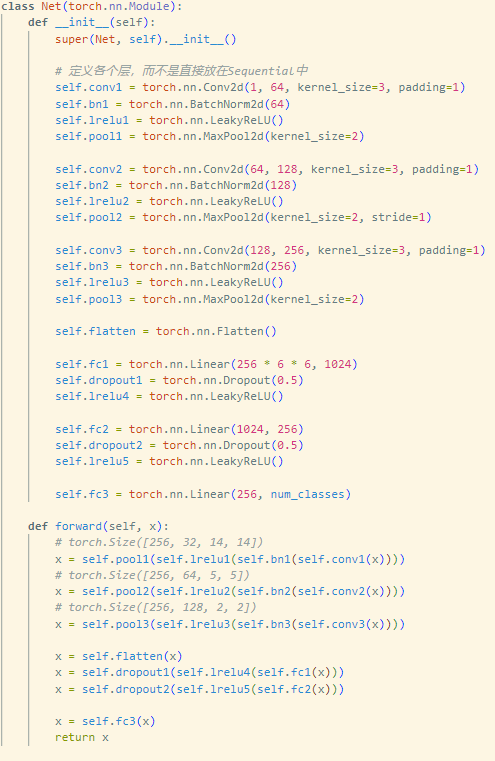 class Net(torch.nn.Module):
    def __init__(self):
        super(Net, self).__init__()

        # 定义各个层，而不是直接放在Sequential中
        self.conv1 = torch.nn.Conv2d(1, 64, kernel_size=3, padding=1)
        self.bn1 = torch.nn.BatchNorm2d(64)
        self.lrelu1 = torch.nn.LeakyReLU()
        self.pool1 = torch.nn.MaxPool2d(kernel_size=2)

        self.conv2 = torch.nn.Conv2d(64, 128, kernel_size=3, padding=1)
        self.bn2 = torch.nn.BatchNorm2d(128)
        self.lrelu2 = torch.nn.LeakyReLU()
        self.pool2 = torch.nn.MaxPool2d(kernel_size=2, stride=1)

        self.conv3 = torch.nn.Conv2d(128, 256, kernel_size=3, padding=1)
        self.bn3 = torch.nn.BatchNorm2d(256)
        self.lrelu3 = torch.nn.LeakyReLU()
        self.pool3 = torch.nn.MaxPool2d(kernel_size=2)

        self.flatten = torch.nn.Flatten()

        self.fc1 = torch.nn.Linear(256 * 6 * 6, 1024)
        self.dropout1 = torch.nn.Dropout(0.5)
        self.lrelu4 = torch.nn.LeakyReLU()

        self.fc2 = torch.nn.Linear(1024, 256)
        self.dropout2 = torch.nn.Dropout(0.5)
        self.lrelu5 = torch.nn.LeakyReLU()

        self.fc3 = torch.nn.Linear(256, num_classes)

    def forward(self, x):
        # torch.Size([256, 32, 14, 14])
        x = self.pool1(self.lrelu1(self.bn1(self.conv1(x))))
        # torch.Size([256, 64, 5, 5])
        x = self.pool2(self.lrelu2(self.bn2(self.conv2(x))))
        # torch.Size([256, 128, 2, 2])
        x = self.pool3(self.lrelu3(self.bn3(self.conv3(x))))

        x = self.flatten(x)
        x = self.dropout1(self.lrelu4(self.fc1(x)))
        x = self.dropout2(self.lrelu5(self.fc2(x)))

        x = self.fc3(x)
        return x